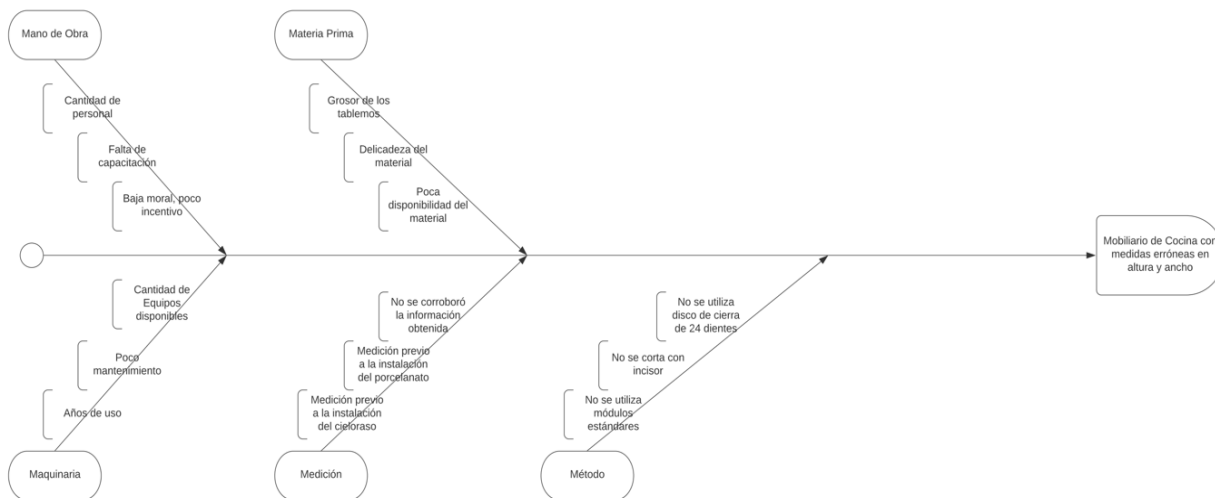 Mano de Obra
Materia Prima
Cantidad de
personal
Grosor de los
tablemos
Falta de
capacitación
Delicadeza del
material
Baja moral, poco
incentivo
Poca
disponibilidad del
material
Mobiliario de Cocina con
medidas erróneas en
altura y ancho
Cantidad de
Equipos
disponibles
No se corroboró
la información
obtenida
No se utiliza
disco de cierra
de 24 dientes
Poco
mantenimiento
Medición previo
a la instalación
del porcelanato
No se corta con
incisor
Años de uso
Medición previo
a la instalación
del cieloraso
No se utiliza
módulos
estándares
Maquinaria
Medición
Método